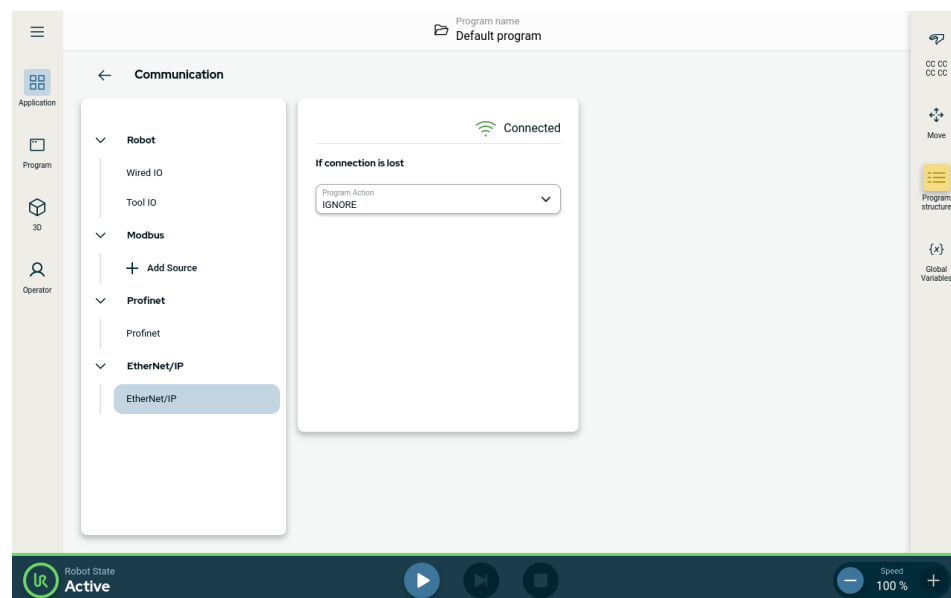 Program name
Default program
Communication
Application
Program
3D
Operator
Robot
Wired IO
Tool IO
Modbus
Add Source
Profinet
Profinet
EtherNet/IP
EtherNet/IP
Connected
If connection is lost
Program Action
IGNORE
CC CC
CC CC
Move
Program
structure
{x}
Global
Variables
UR
Robot State
Active
Speed
100 %